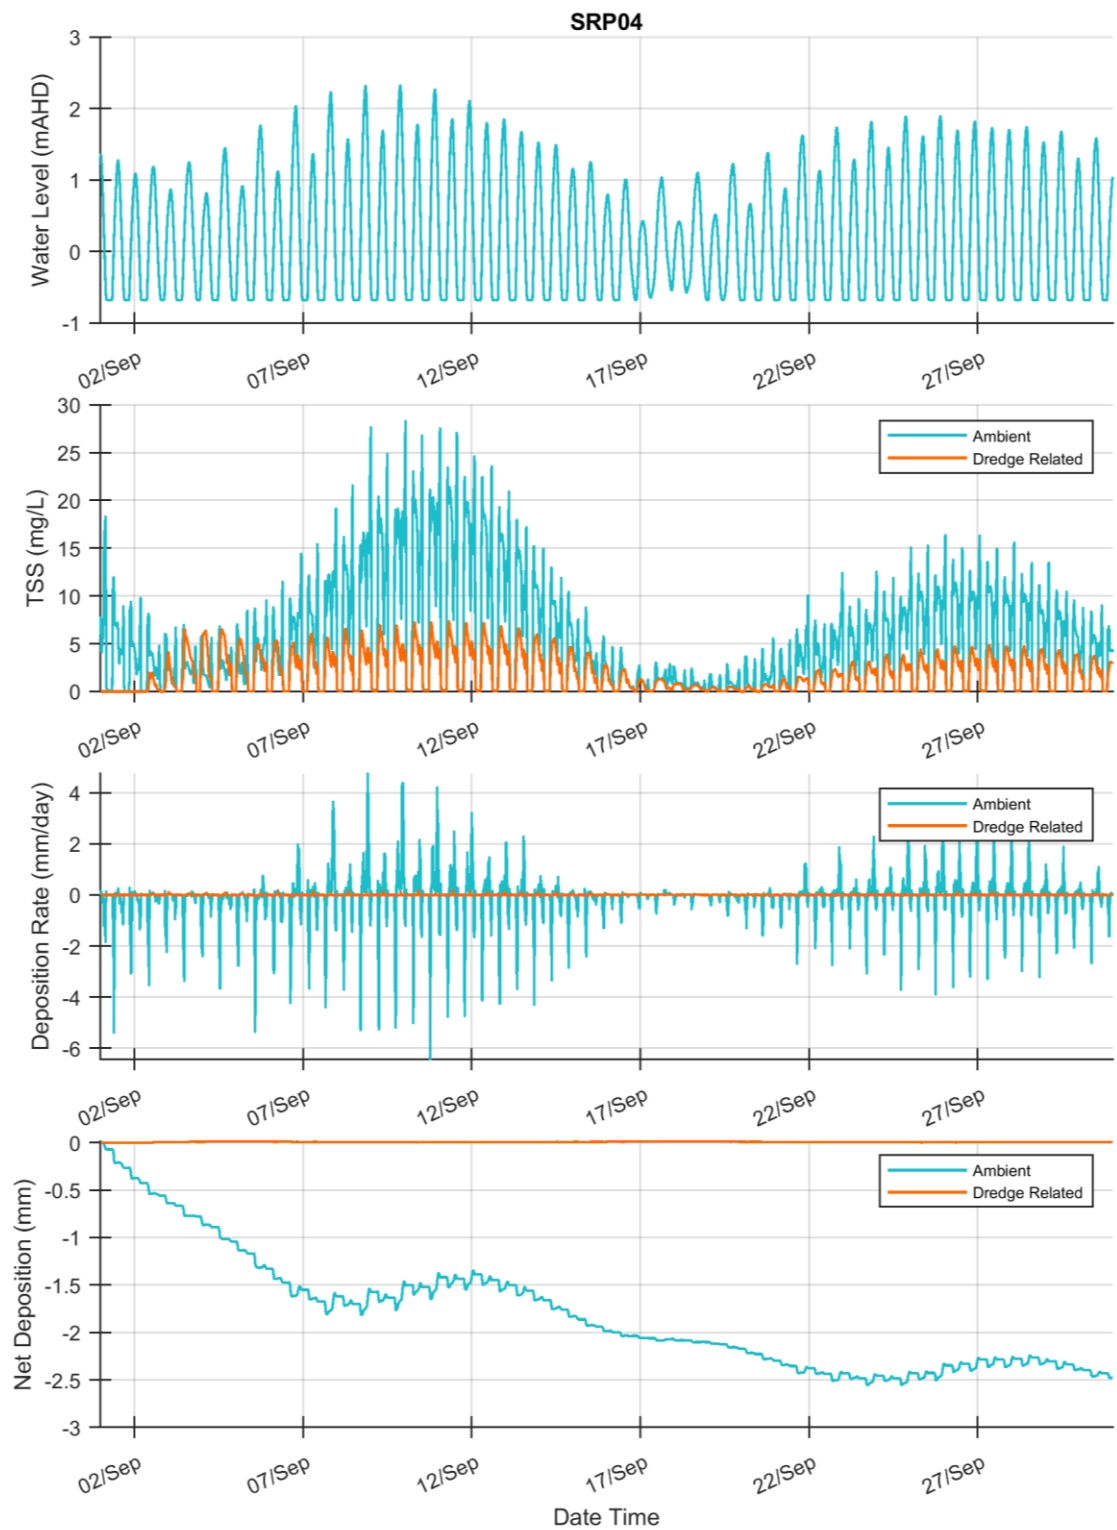 SRP04
Water Level (mAHD)
3
2
1
0
-1
02/Sep 07/Sep 12/Sep 17/Sep 22/Sep 27/Sep
TSS (mg/L)
30
25
20
15
10
5
0
Ambient
Dredge Related
02/Sep 07/Sep 12/Sep 17/Sep 22/Sep 27/Sep
Deposition Rate (mm/day)
4
2
0
-2
-4
-6
Ambient
Dredge Related
02/Sep 07/Sep 12/Sep 17/Sep 22/Sep 27/Sep
Net Deposition (mm)
0
-0.5
-1
-1.5
-2
-2.5
-3
Ambient
Dredge Related
02/Sep 07/Sep 12/Sep 17/Sep 22/Sep 27/Sep
Date Time